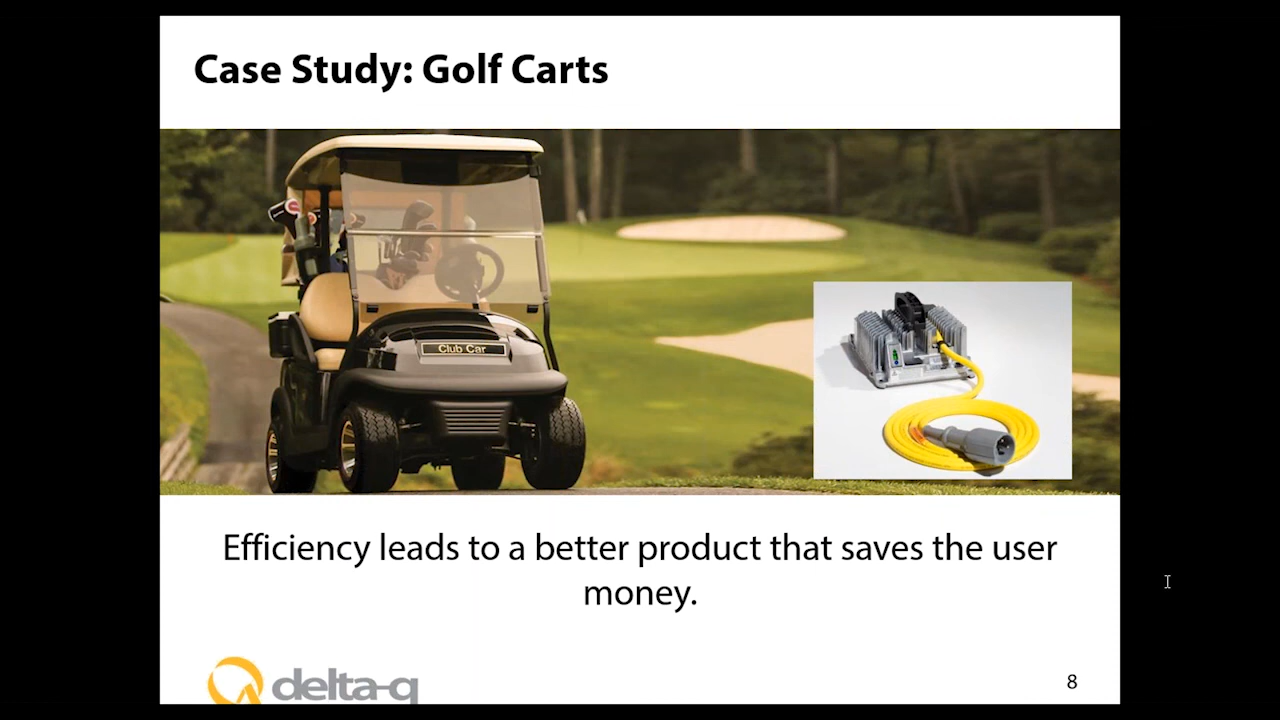 Case Study: Golf Carts
Club Car
Efficiency leads to a better product that saves the user
money.
delta-q
8